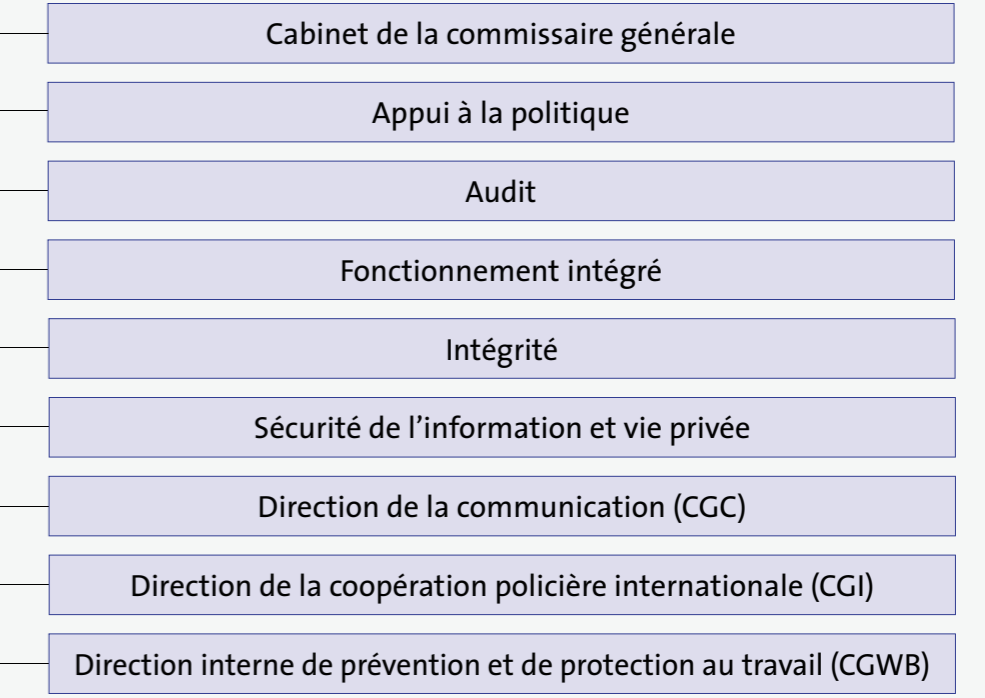 Cabinet de la commissaire générale
Appui à la politique
Audit
Fonctionnement intégré
Intégrité
Sécurité de l'information et vie privée
Direction de la communication (CGC)
Direction de la coopération policière internationale (CGI)
Direction interne de prévention et de protection au travail (CGWB)